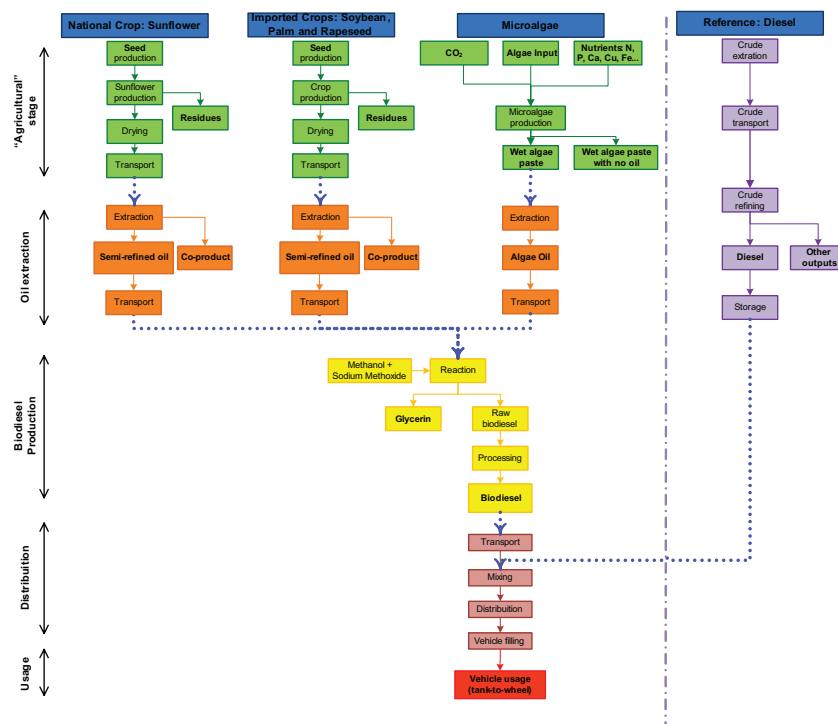 National Crop: Sunflower
Imported Crops: Soybean,
Palm and Rapeseed
Microalgae
Reference: Diesel
"Agricultural"
stage
Seed
production
Sunflower
production
Residues
Drying
Transport
Seed
production
Crop
production
Residues
Drying
Transport
CO₂
Algae Input
Nutrients: N,
P, Ca, Cu, Fe...
Microalgae
production
Wet algae
paste
Wet algae paste
with no oil
Crude
extration
Crude
transport
Crude
refining
Diesel
Other
outputs
Storage
Oil extraction
Extraction
Semi-refined oil
Co-product
Transport
Extraction
Semi-refined oil
Co-product
Transport
Extraction
Algae Oil
Transport
Biodiesel
Production
Methanol +
Sodium Methoxide
Reaction
Glycerin
Raw
biodiesel
Processing
Biodiesel
Distribuition
Transport
Mixing
Distribuition
Vehicle filling
Usage
Vehicle usage
(tank-to-wheel)